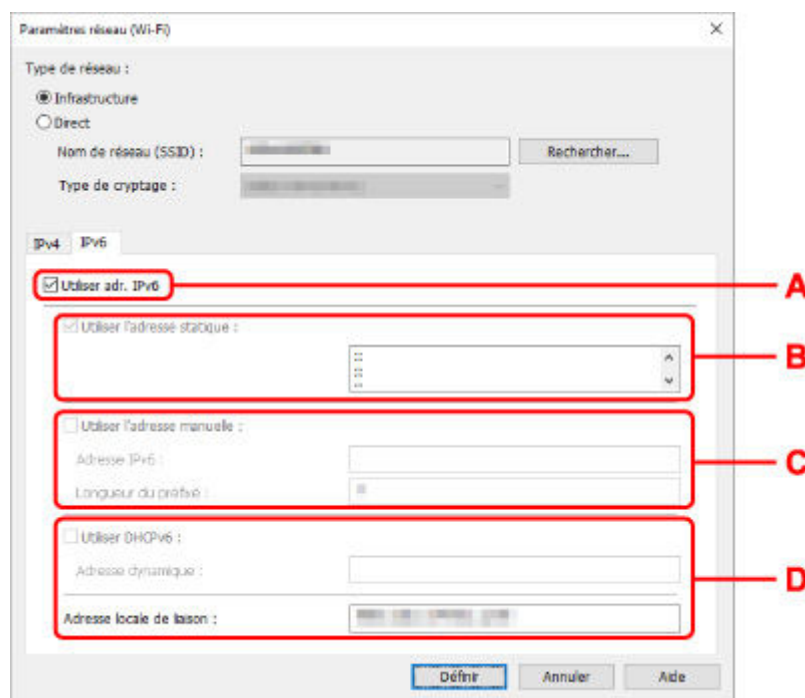 Paramètres réseau (Wi-Fi)
Type de réseau :
Infrastructure
Direct
Nom de réseau (SSID) :
Rechercher...
Type de cryptage :
IPv4 IPv6
Utiliser adr. IPv6
A
Utiliser l'adresse statique :
::
::
::
B
Utiliser l'adresse manuelle :
Adresse IPv6 :
C
Longueur du préfixe :
Utiliser DHCPv6 :
Adresse dynamique :
D
Adresse locale de liaison :
Définir Annuler Aide